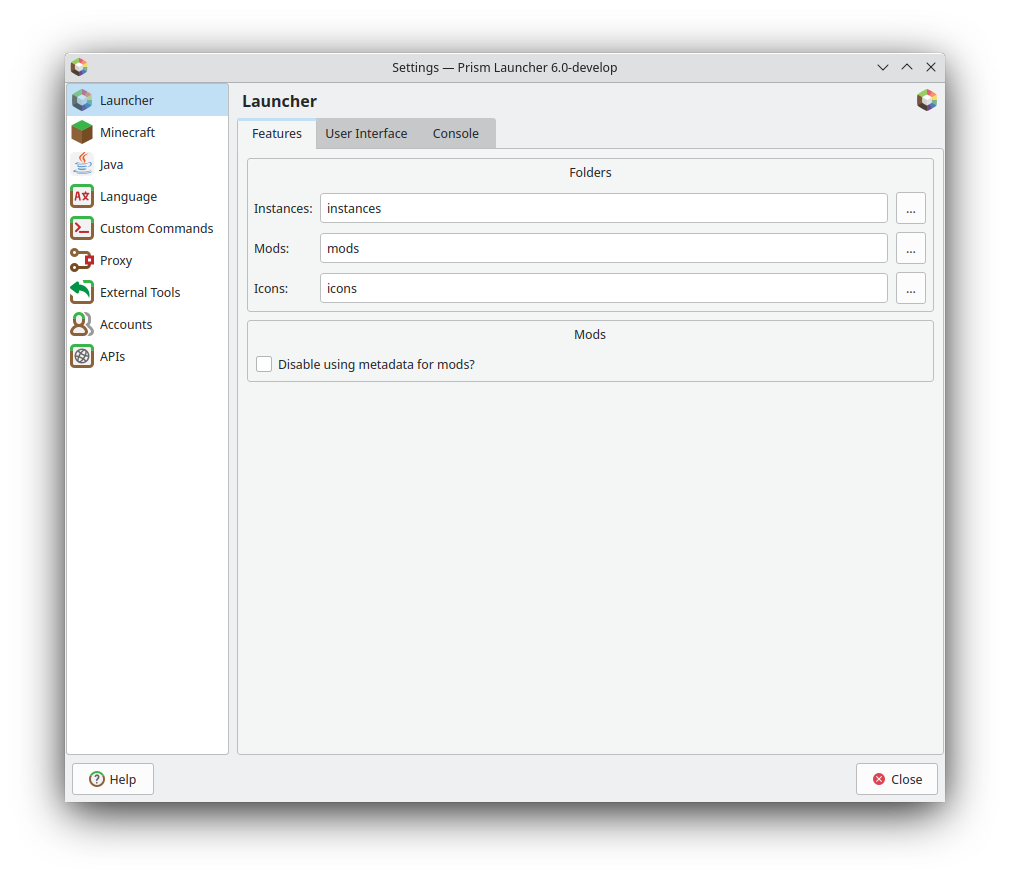 Settings — Prism Launcher 6.0-develop
Launcher
Minecraft
Java
Language
Custom Commands
Proxy
External Tools
Accounts
APIs
Launcher
Features User Interface Console
Folders
Instances: instances ...
Mods: mods ...
Icons: icons ...
Mods
Disable using metadata for mods?
Help Close